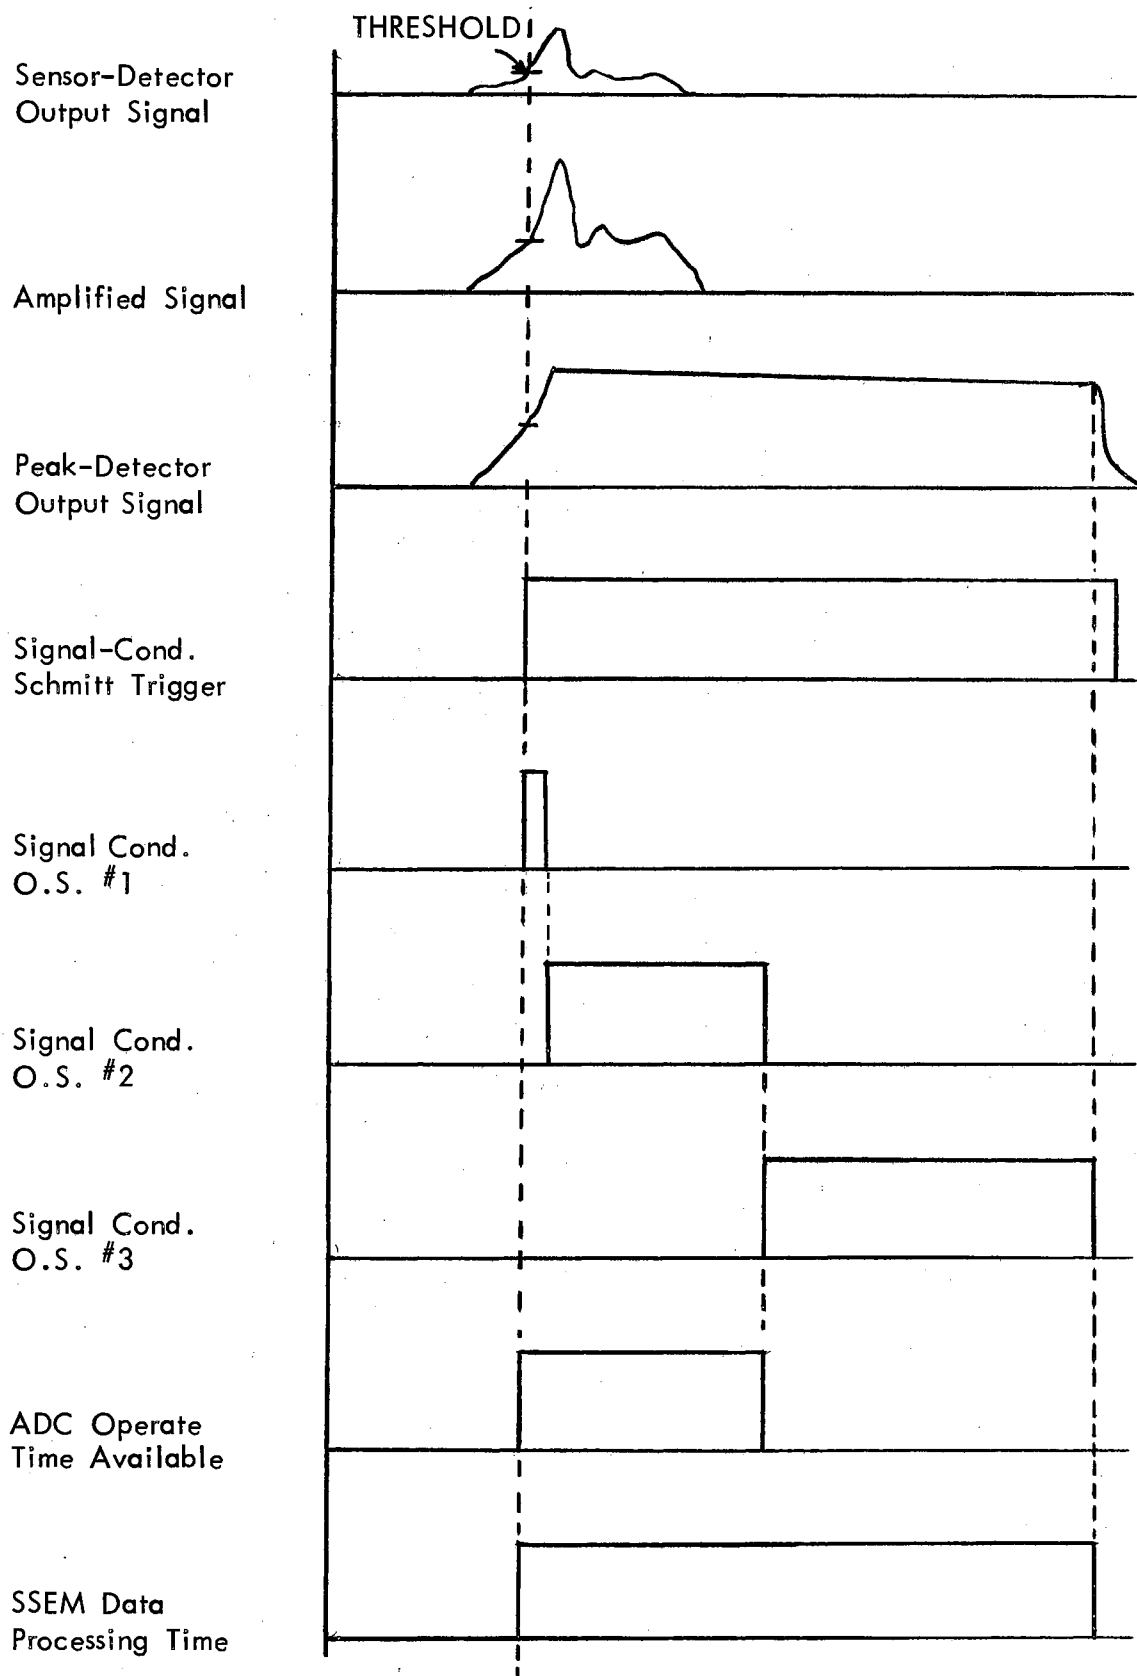 THRESHOLD
Sensor-Detector
Output Signal
Amplified Signal
Peak-Detector
Output Signal
Signal-Cond.
Schmitt Trigger
Signal Cond.
O.S. #1
Signal Cond.
O.S. #2
Signal Cond.
O.S. #3
ADC Operate
Time Available
SSEM Data
Processing Time